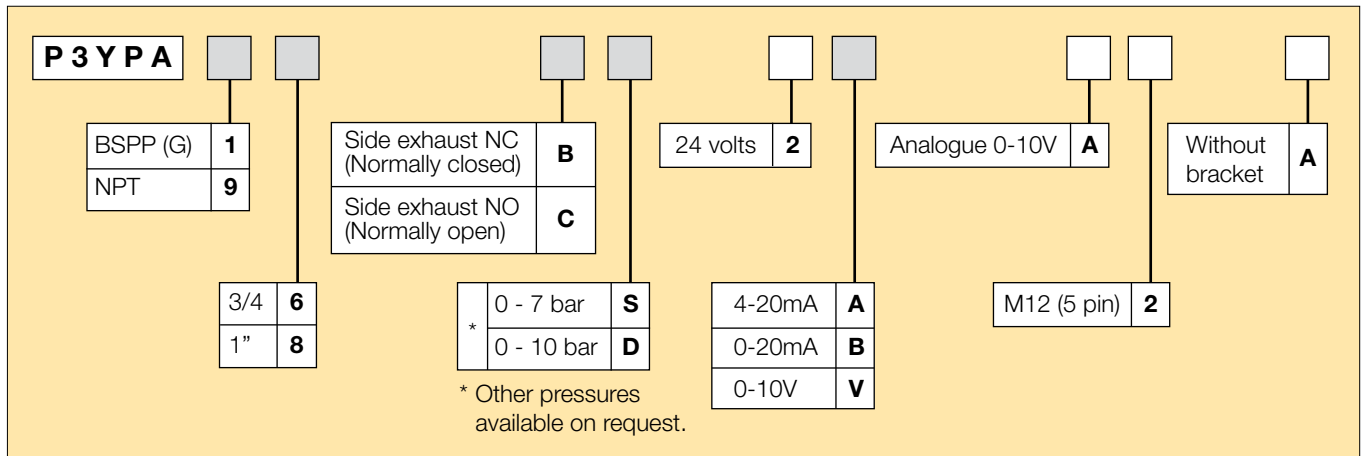 P3YPA
BSPP (G) 1
NPT 9
Side exhaust NC
(Normally closed) B
Side exhaust NO
(Normally open) C
24 volts 2
Analogue 0-10V A
Without
bracket A
3/4 6
1” 8
* 0 - 7 bar S
0 - 10 bar D
* Other pressures
available on request.
4-20mA A
0-20mA B
0-10V V
M12 (5 pin) 2